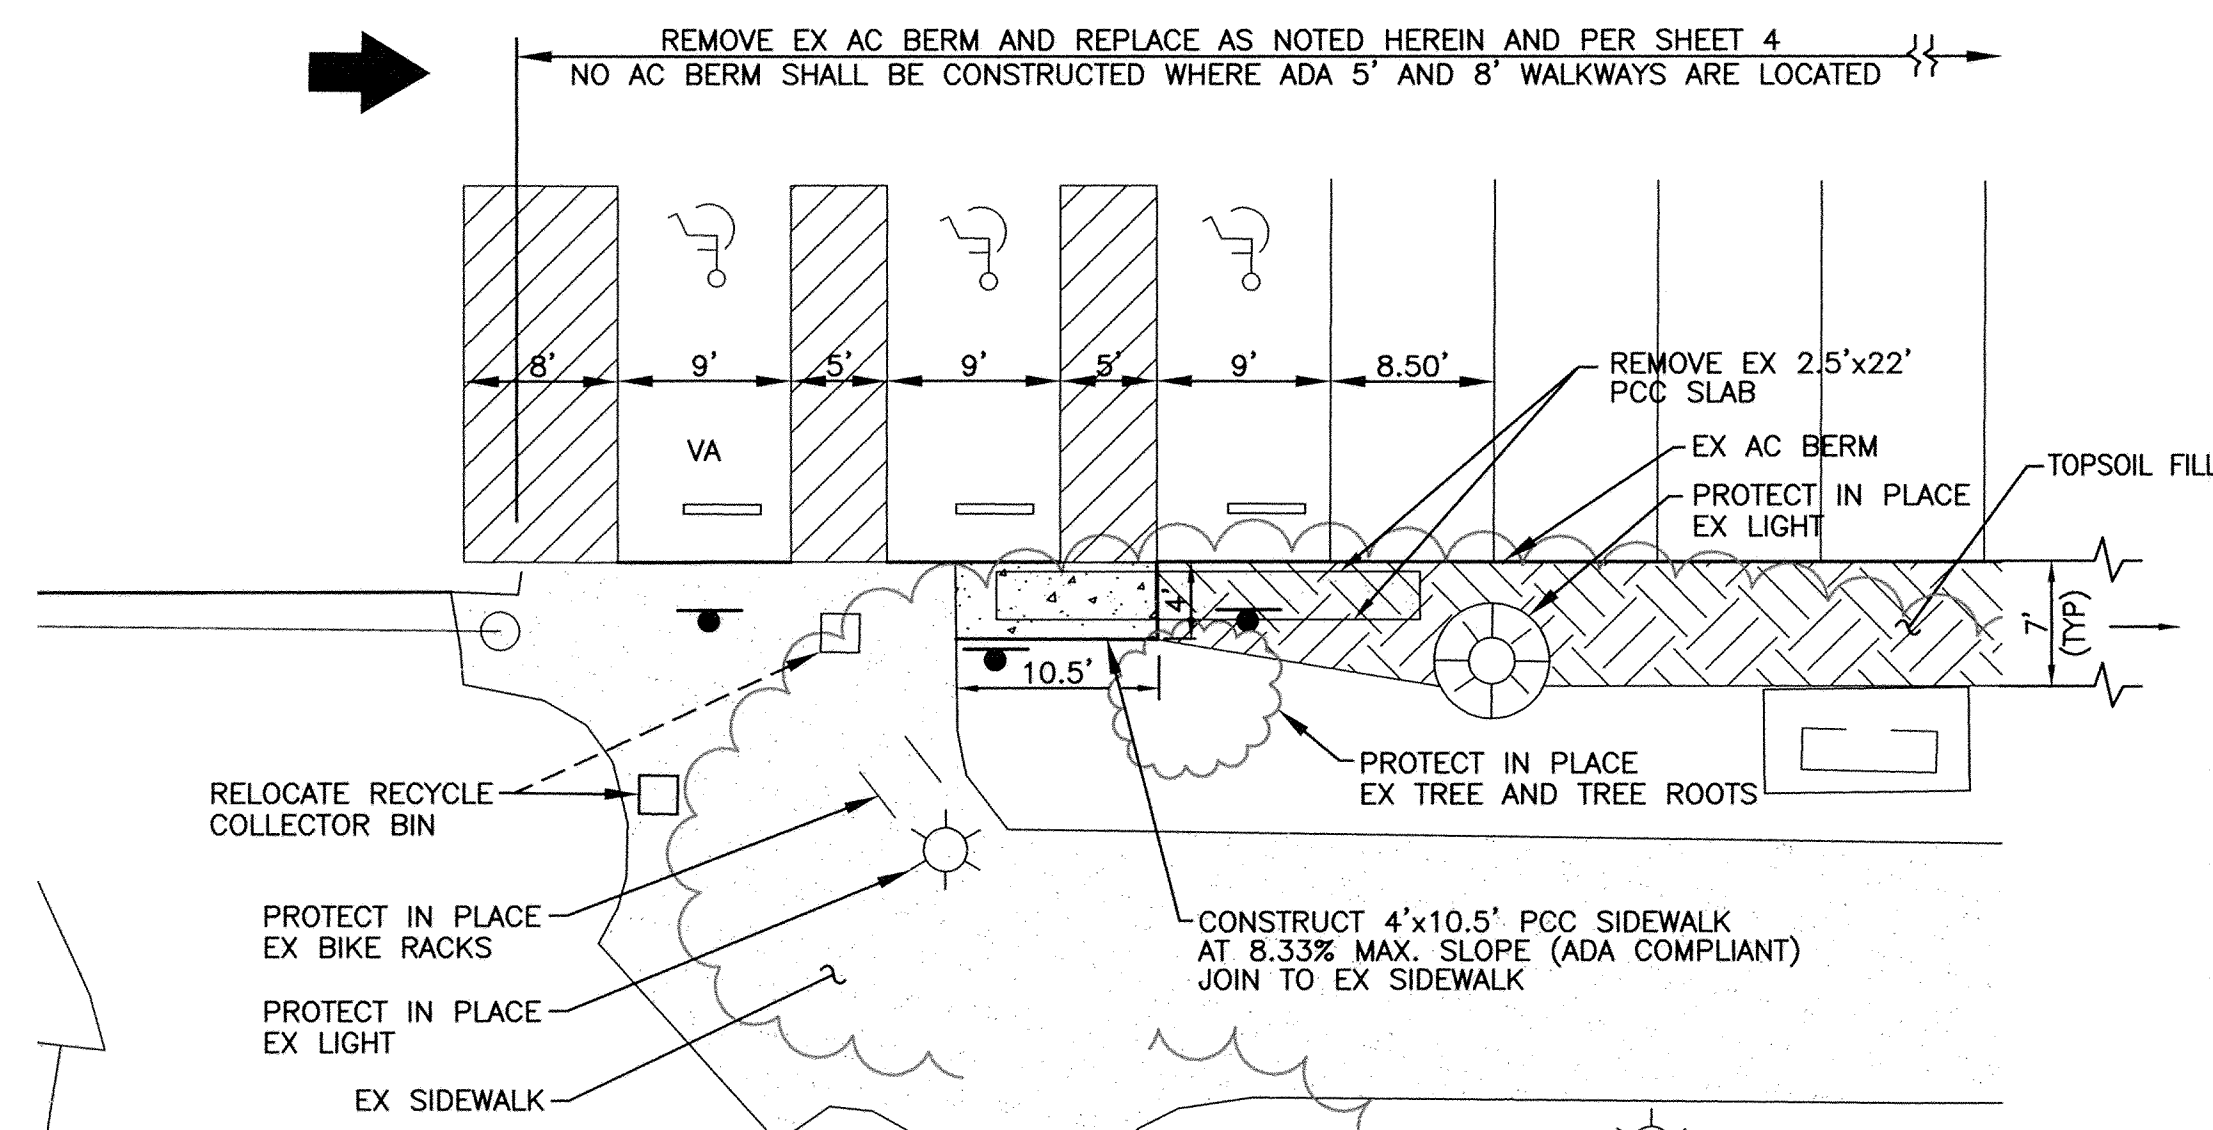 REMOVE EX AC BERM AND REPLACE AS NOTED HEREIN AND PER SHEET 4
NO AC BERM SHALL BE CONSTRUCTED WHERE ADA 5' AND 8' WALKWAYS ARE LOCATED
8'
9'
5'
9'
5'
9'
8.50'
VA
REMOVE EX 2.5'x22'
PCC SLAB
EX AC BERM
PROTECT IN PLACE
EX LIGHT
TOPSOIL FILL
4'
10.5'
7'
(TYP)
PROTECT IN PLACE
EX TREE AND TREE ROOTS
RELOCATE RECYCLE
COLLECTOR BIN
PROTECT IN PLACE
EX BIKE RACKS
PROTECT IN PLACE
EX LIGHT
EX SIDEWALK
CONSTRUCT 4'x10.5' PCC SIDEWALK
AT 8.33% MAX. SLOPE (ADA COMPLIANT)
JOIN TO EX SIDEWALK